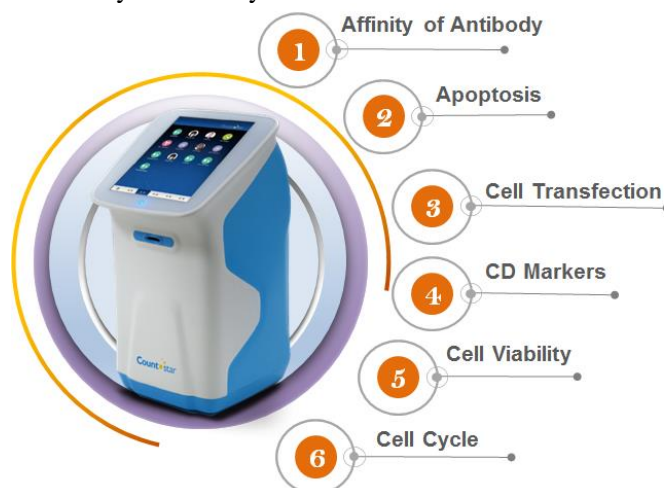 1
Affinity of Antibody
2
Apoptosis
3
Cell Transfection
4
CD Markers
5
Cell Viability
6
Cell Cycle
Countstar